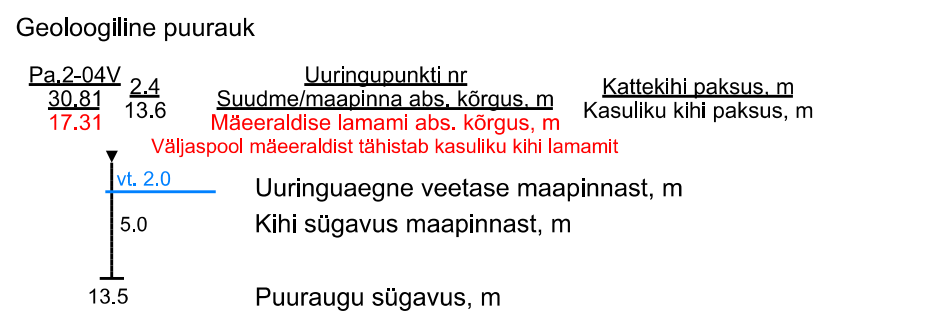 Geoloogiline puurauk
Pa.2-04V 2.4 Uuringupunkti nr Kattekihi paksus, m
30.81 13.6 Suudme/maapinna abs. kõrgus, m Kasuliku kihi paksus, m
17.31 Mäeeraldise lamami abs. kõrgus, m
Väljaspool mäeeraldist tähistab kasuliku kihi lamamit
vt. 2.0 Uuringuaegne veetase maapinnast, m
5.0 Kihi sügavus maapinnast, m
13.5 Puuraugu sügavus, m